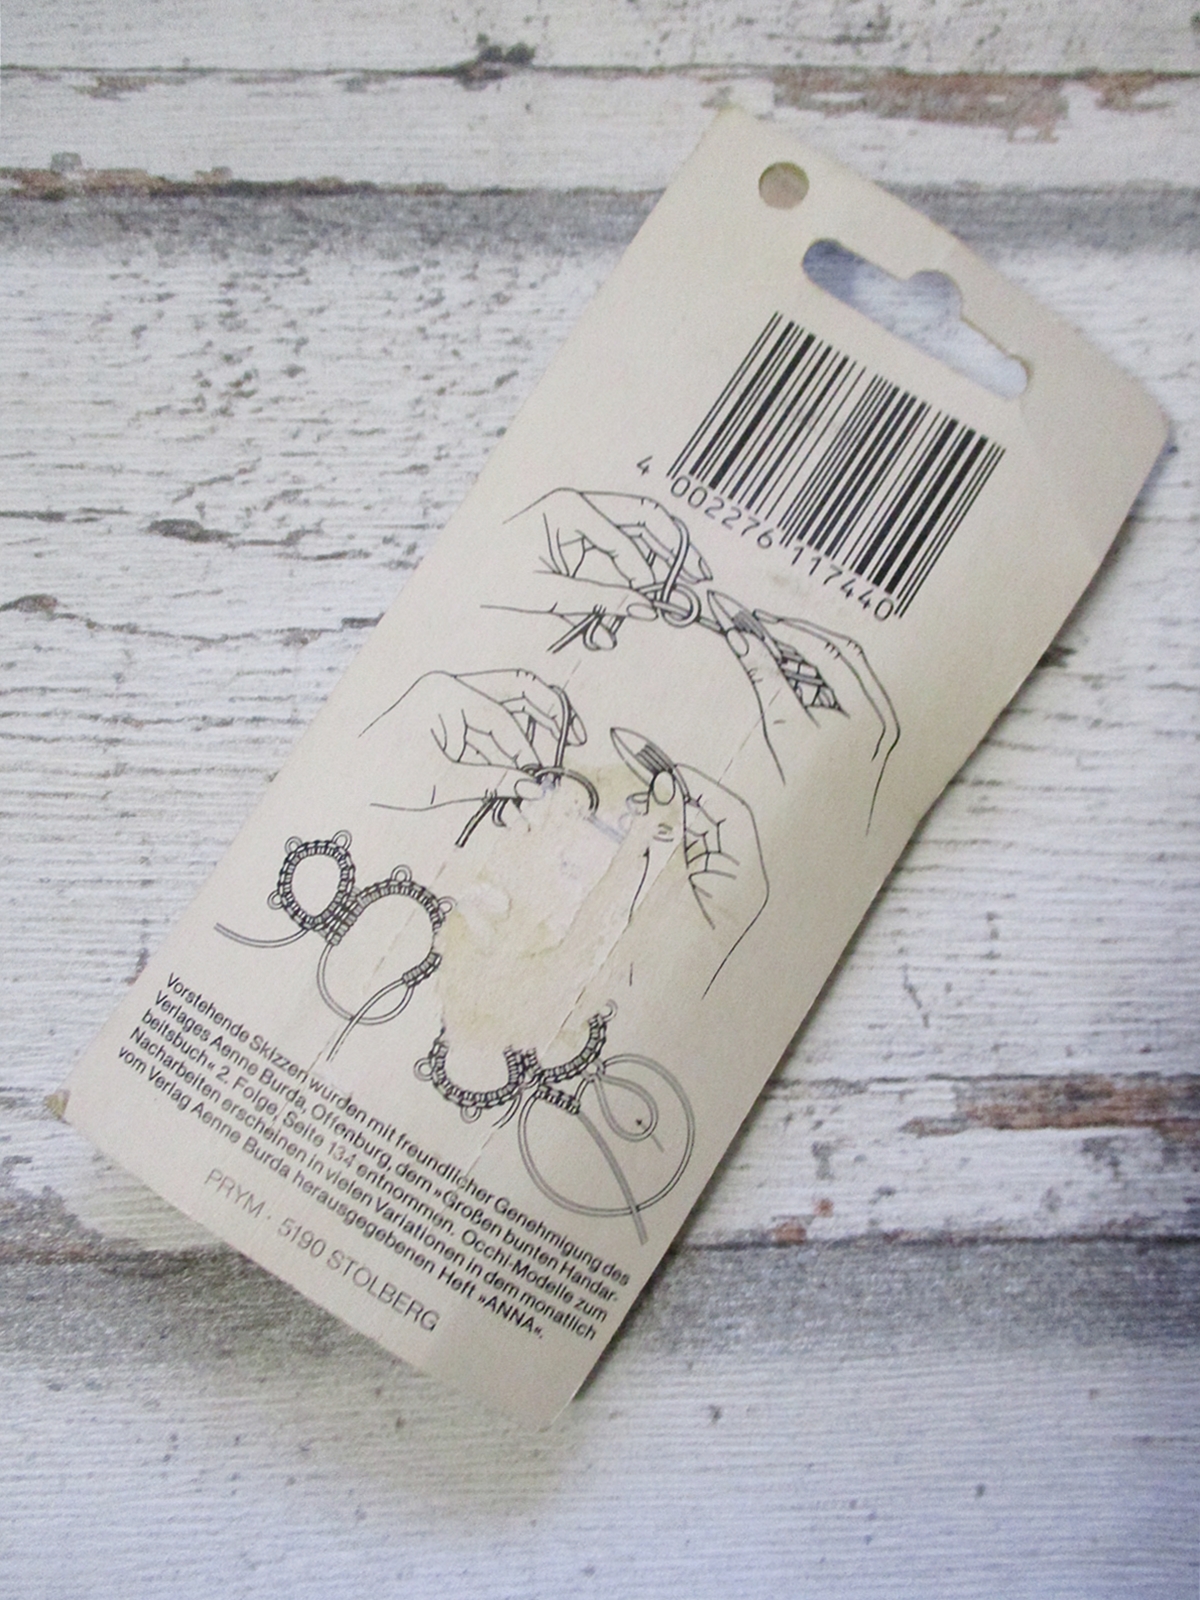 4 002276 117440
Vorstehende Skizzen wurden mit freundlicher Genehmigung des
Verlages Aenne Burda, Offenburg, dem »Großen bunten Handar-
beitsbuch« 2. Folge, Seite 134 entnommen. Occhi-Modelle zum
Nacharbeiten erscheinen in vielen Variationen in dem monatlich
vom Verlag Aenne Burda herausgegebenen Heft »ANNA«.
PRYM · 5190 STOLBERG